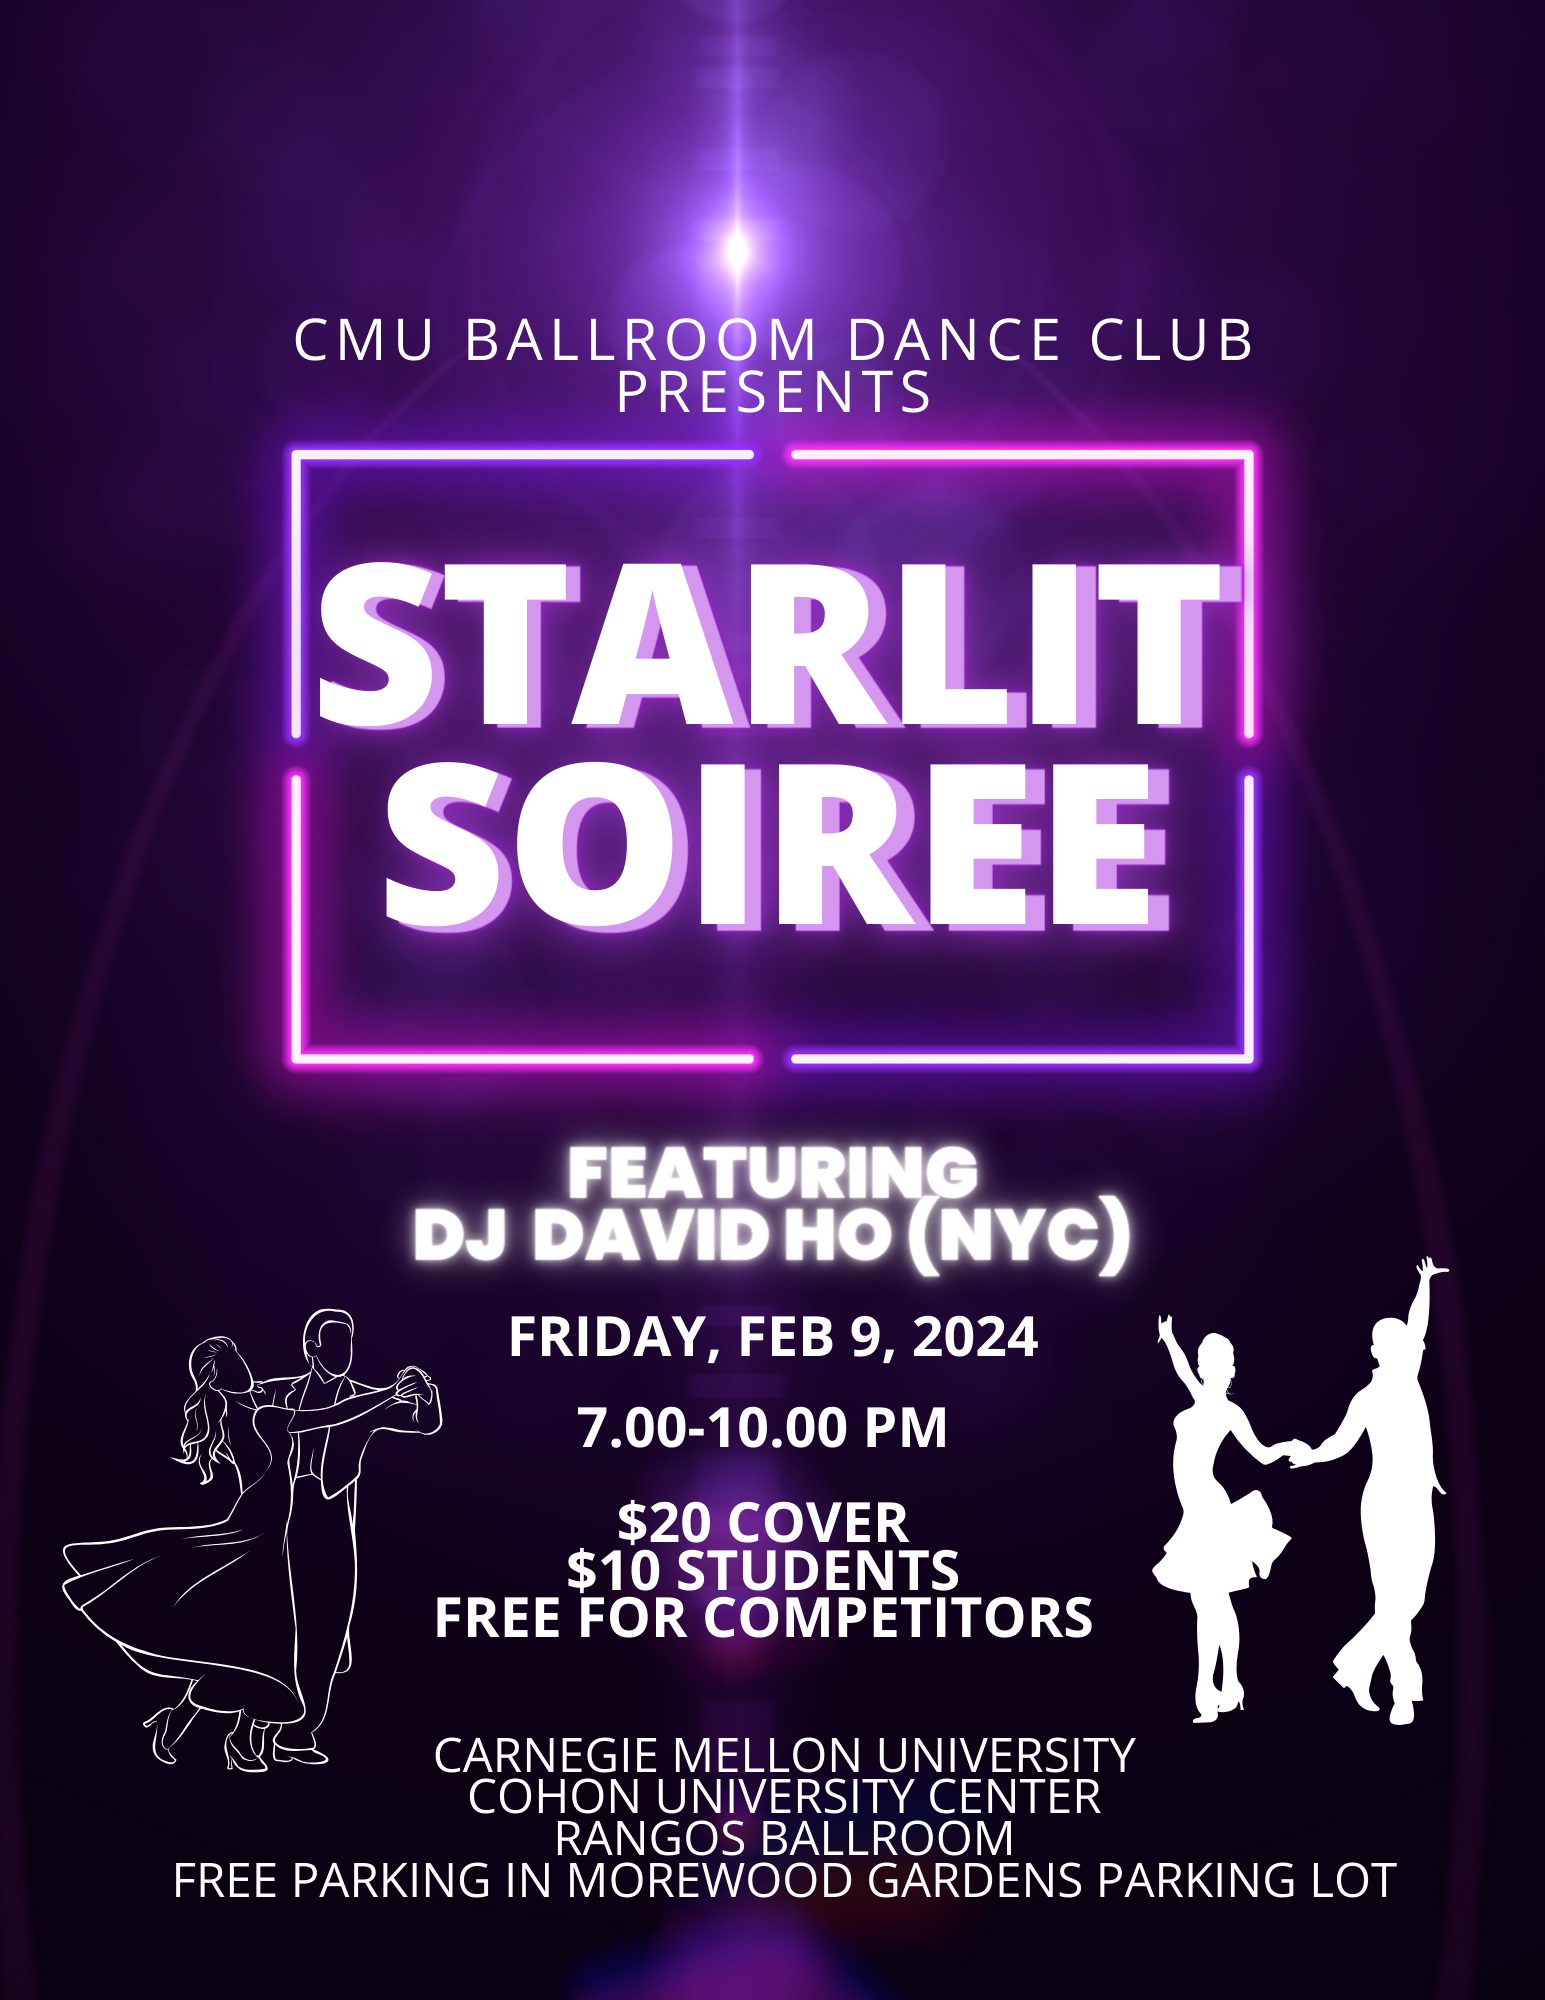 CMU BALLROOM DANCE CLUB
PRESENTS
STARLIT
SOIREE
FEATURING
DJ DAVID HO (NYC)
FRIDAY, FEB 9, 2024
7.00-10.00 PM
$20 COVER
$10 STUDENTS
FREE FOR COMPETITORS
CARNEGIE MELLON UNIVERSITY
COHON UNIVERSITY CENTER
RANGOS BALLROOM
FREE PARKING IN MOREWOOD GARDENS PARKING LOT